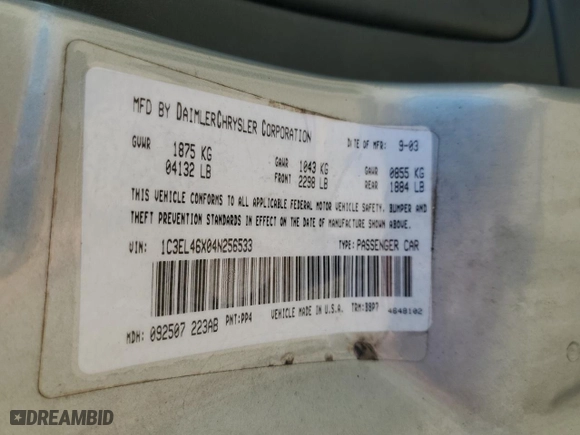 MFD BY DAIMLERCHRYSLER CORPORATION DATE OF MFR: 9-03
GVWR 1875 KG 04132 LB GAWR FRONT 1043 KG 2298 LB GAWR REAR 0855 KG 1884 LB
THIS VEHICLE CONFORMS TO ALL APPLICABLE FEDERAL MOTOR VEHICLE SAFETY, BUMPER AND
THEFT PREVENTION STANDARDS IN EFFECT ON THE DATE OF MANUFACTURE SHOWN ABOVE.
VIN: 1C3EL46X04N256533 TYPE: PASSENGER CAR
MDH: 092507 223AB PNT: PP4 VEHICLE MADE IN U.S.A. TRM: B9P7 4648102
DREAMBID